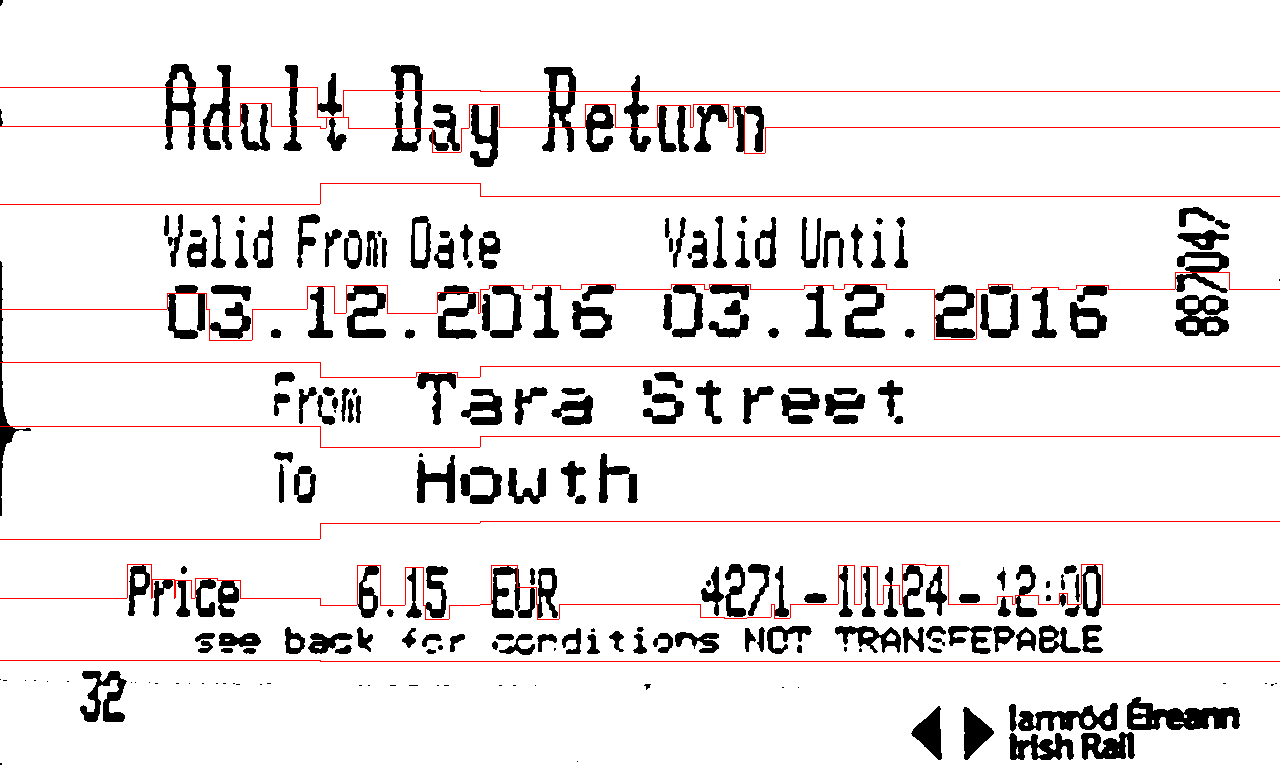 Adult Day Return
Valid From Date Valid Until
887047
03.12.2016 03.12.2016
From Tara Street
To Howth
Price 6.15 EUR 4271-11124-12:00
see back for conditions NOT TRANSFEPABLE
32
Iarnród Éireann
Irish Rail